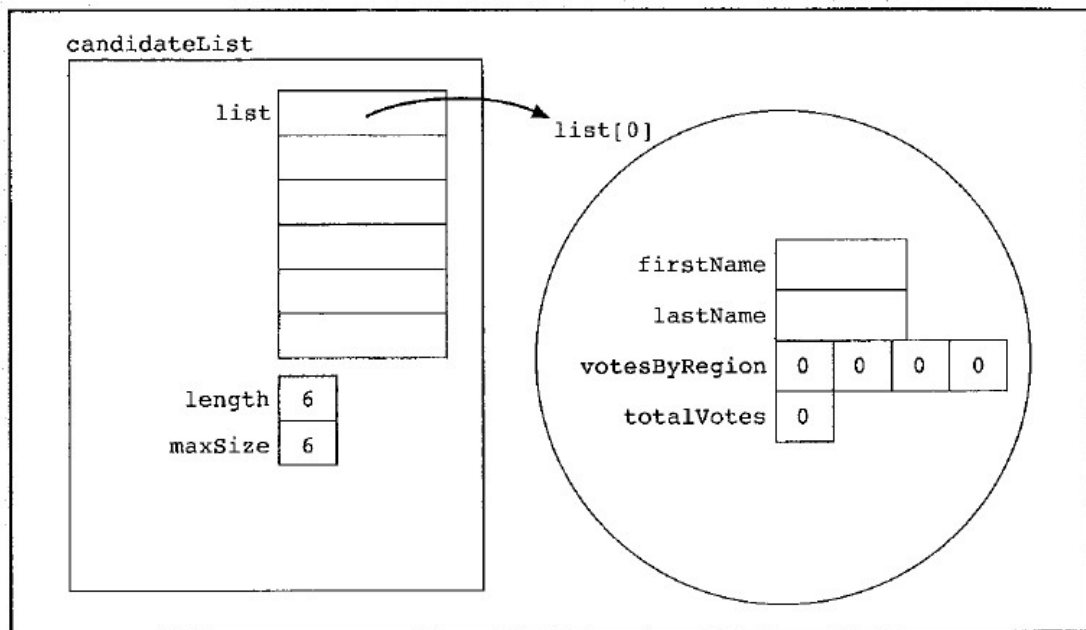 candidateList
list
list[0]
firstName
lastName
votesByRegion 0 0 0 0
totalVotes 0
length 6
maxSize 6